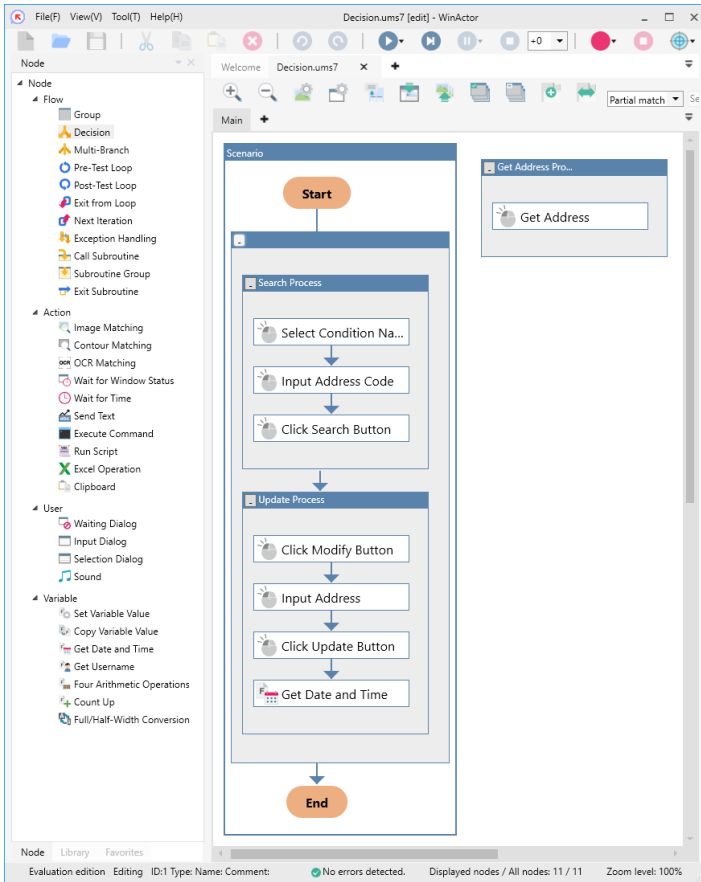 File(F) View(V) Tool(T) Help(H)
Decision.ums7 [edit] - WinActor
+0
Node
Welcome Decision.ums7
Partial match
Main
Node
Flow
Group
Decision
Multi-Branch
Pre-Test Loop
Post-Test Loop
Exit from Loop
Next Iteration
Exception Handling
Call Subroutine
Subroutine Group
Exit Subroutine
Action
Image Matching
Contour Matching
OCR Matching
Wait for Window Status
Wait for Time
Send Text
Execute Command
Run Script
Excel Operation
Clipboard
User
Waiting Dialog
Input Dialog
Selection Dialog
Sound
Variable
Set Variable Value
Copy Variable Value
Get Date and Time
Get Username
Four Arithmetic Operations
Count Up
Full/Half-Width Conversion
Node Library Favorites
Scenario
Start
Search Process
Select Condition Na...
Input Address Code
Click Search Button
Update Process
Click Modify Button
Input Address
Click Update Button
Get Date and Time
End
Get Address Pro...
Get Address
Evaluation edition Editing ID:1 Type: Name: Comment: No errors detected. Displayed nodes / All nodes: 11 / 11 Zoom level: 100%